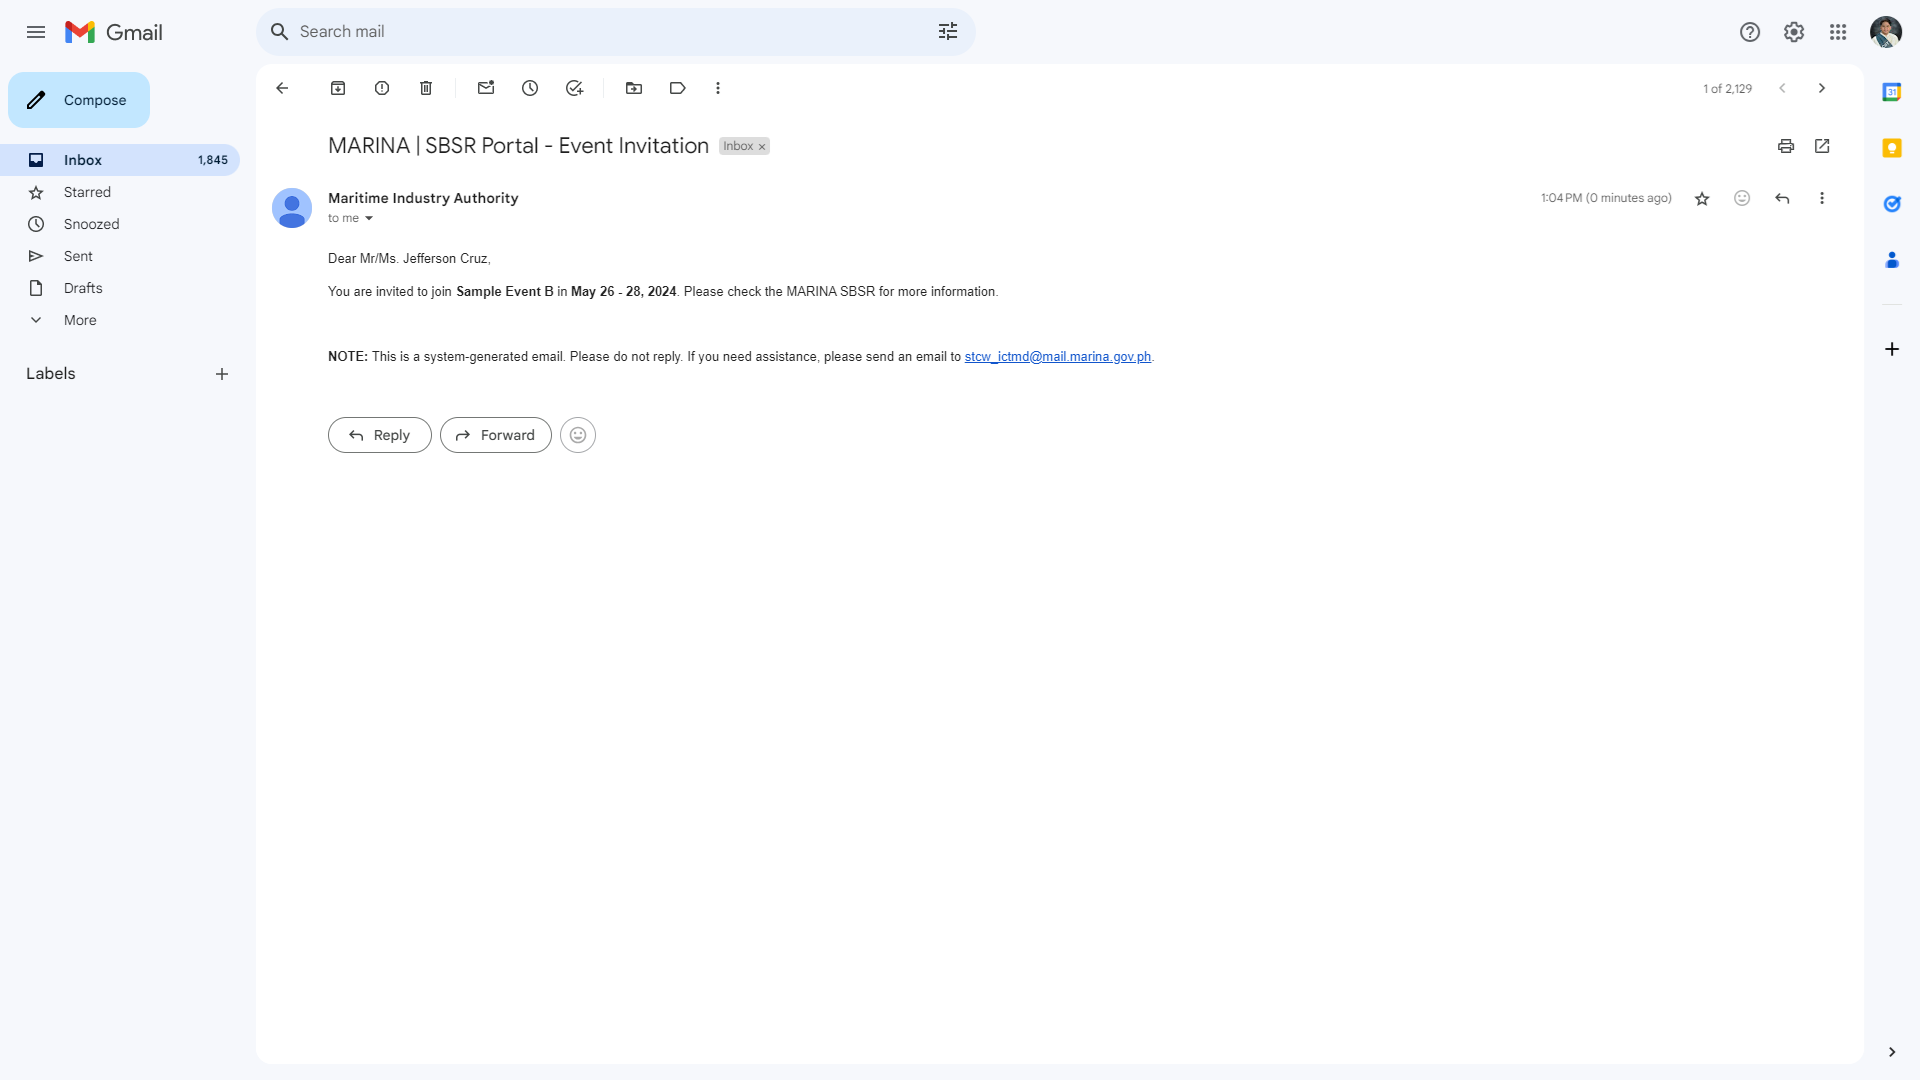 Gmail
Search mail
Compose
Inbox 1,845
Starred
Snoozed
Sent
Drafts
More
Labels
1 of 2,129
MARINA | SBSR Portal - Event Invitation Inbox ×
Maritime Industry Authority
1:04 PM (0 minutes ago)
to me
Dear Mr/Ms. Jefferson Cruz,
You are invited to join Sample Event B in May 26 - 28, 2024. Please check the MARINA SBSR for more information.
NOTE: This is a system-generated email. Please do not reply. If you need assistance, please send an email to stcw_ictmd@mail.marina.gov.ph.
Reply Forward
31